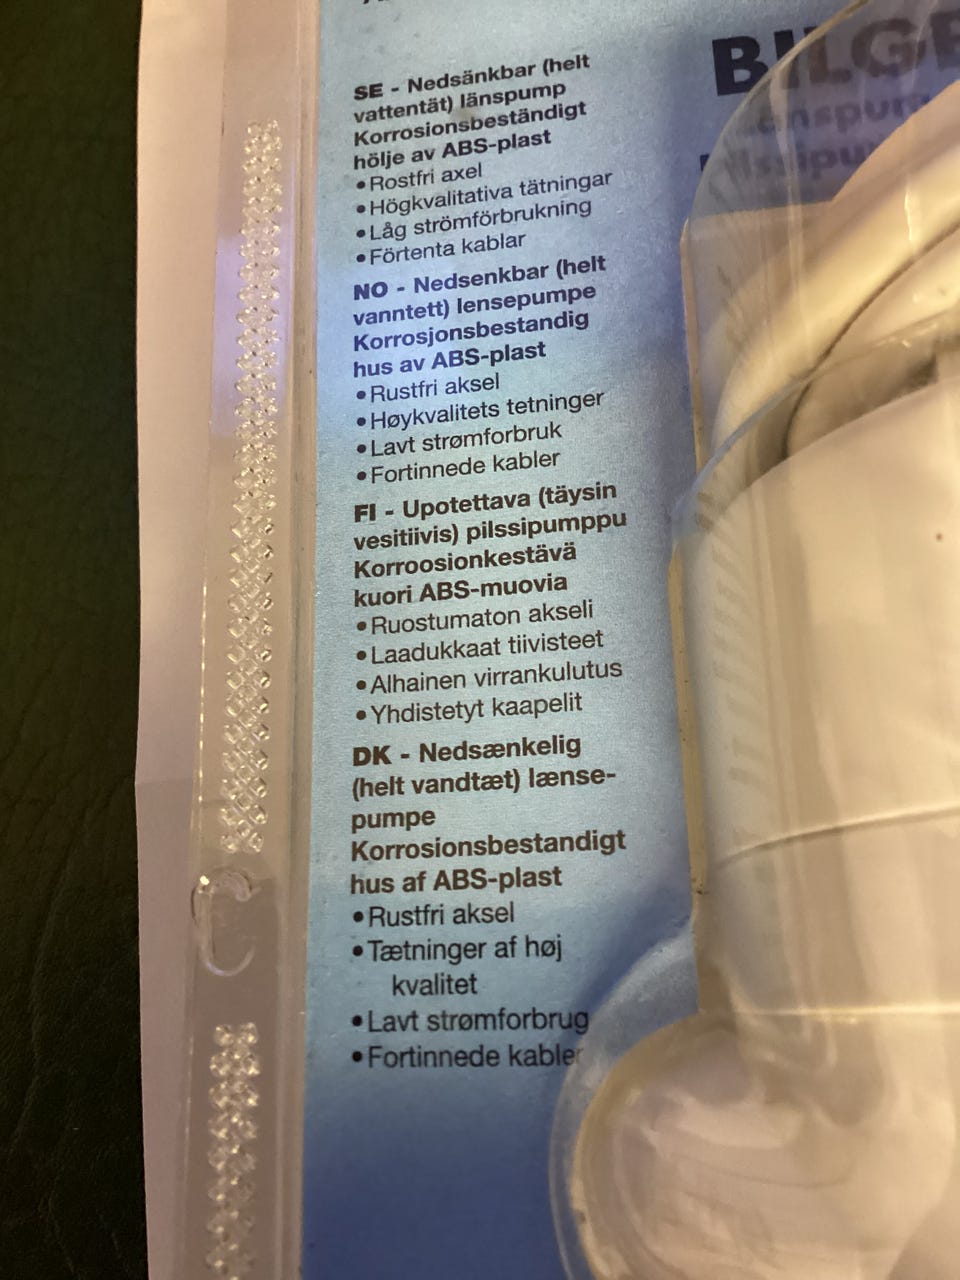 SE - Nedsänkbar (helt
vattentät) länspump
Korrosionsbeständigt
hölje av ABS-plast
• Rostfri axel
• Högkvalitativa tätningar
• Låg strömförbrukning
• Förtenta kablar
NO - Nedsenkbar (helt
vanntett) lensepumpe
Korrosjonsbestandig
hus av ABS-plast
• Rustfri aksel
• Høykvalitets tetninger
• Lavt strømforbruk
• Fortinnede kabler
FI - Upotettava (täysin
vesitiivis) pilssipumppu
Korroosionkestävä
kuori ABS-muovia
• Ruostumaton akseli
• Laadukkaat tiivisteet
• Alhainen virrankulutus
• Yhdistetyt kaapelit
DK - Nedsænkelig
(helt vandtæt) lænse-
pumpe
Korrosionsbestandigt
hus af ABS-plast
• Rustfri aksel
• Tætninger af høj
kvalitet
• Lavt strømforbrug
• Fortinnede kabler
BILGE